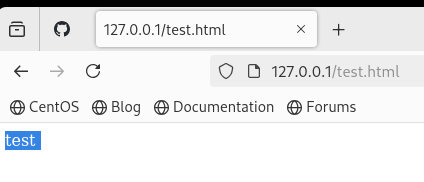 127.0.0.1/test.html
127.0.0.1/test.html
CentOS Blog Documentation Forums
test